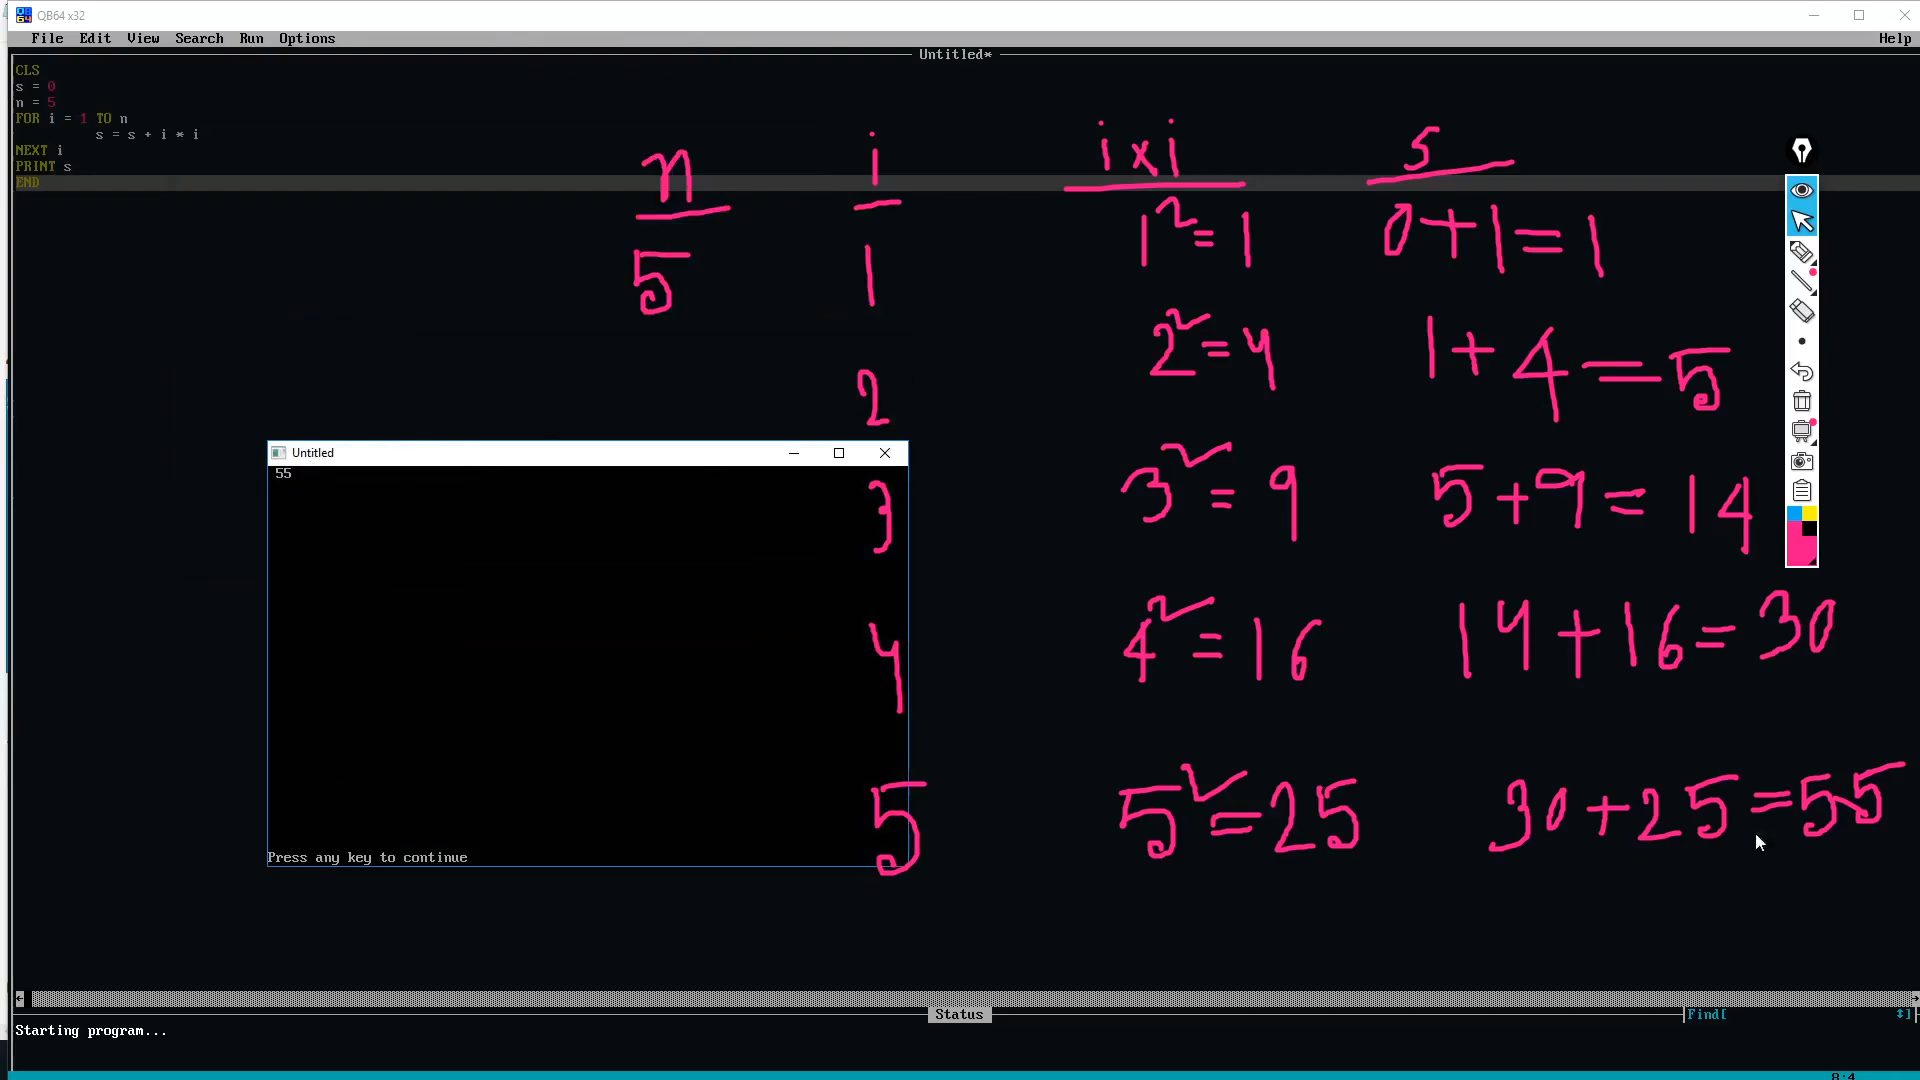 QB64 x32
File Edit View Search Run Options Help
Untitled*
CLS
s = 0
n = 5
FOR i = 1 TO n
s = s + i * i
NEXT i
PRINT s
END
n i i x i s
5 1 1² = 1 0 + 1 = 1
2 2² = 4 1 + 4 = 5
3 3² = 9 5 + 9 = 14
4 4² = 16 14 + 16 = 30
5 5² = 25 30 + 25 = 55
Untitled
55
Press any key to continue
Status
Find[
Starting program...
8:4